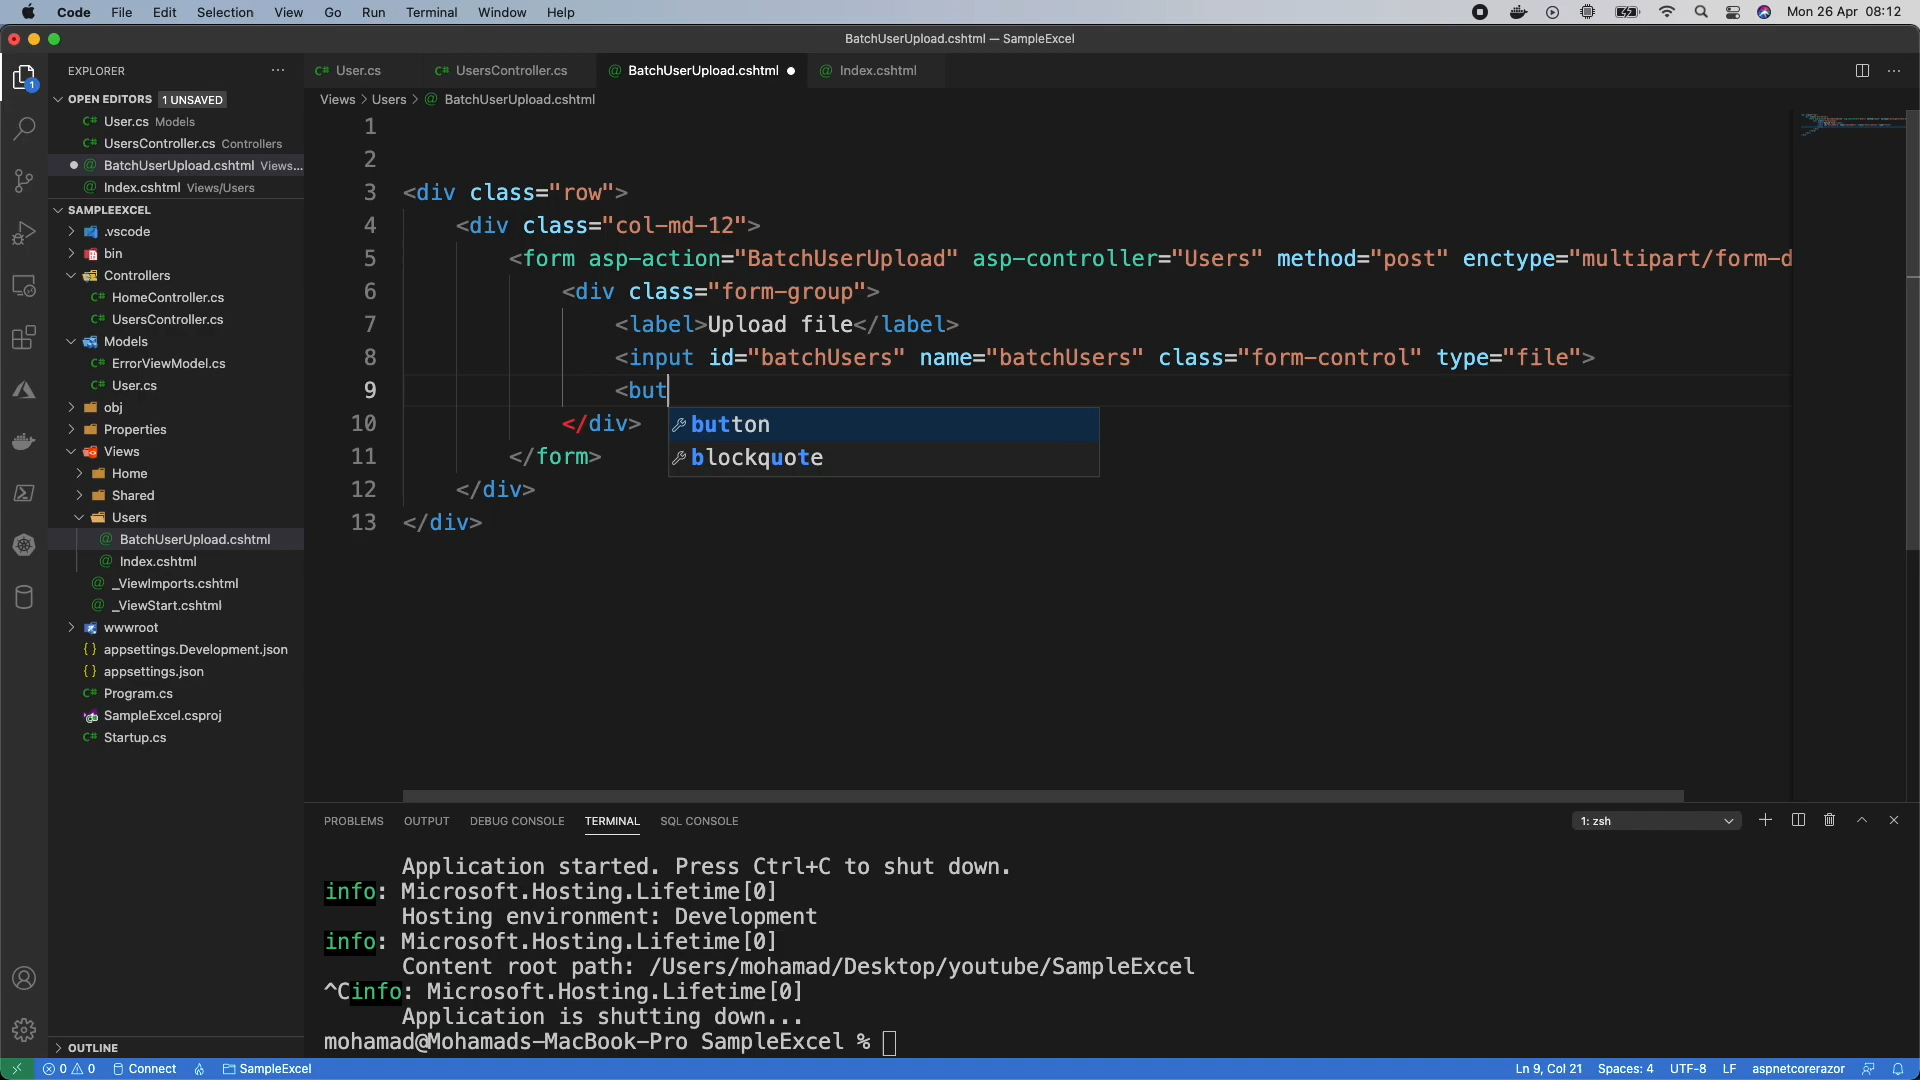 Code File Edit Selection View Go Run Terminal Window Help Mon 26 Apr 08:12
BatchUserUpload.cshtml — SampleExcel
EXPLORER
1
OPEN EDITORS 1 UNSAVED
User.cs Models
UsersController.cs Controllers
BatchUserUpload.cshtml Views...
Index.cshtml Views/Users
SAMPLEEXCEL
.vscode
bin
Controllers
C# HomeController.cs
C# UsersController.cs
Models
C# ErrorViewModel.cs
C# User.cs
obj
Properties
Views
Home
Shared
Users
@ BatchUserUpload.cshtml
@ Index.cshtml
@ _ViewImports.cshtml
@ _ViewStart.cshtml
wwwroot
{} appsettings.Development.json
{} appsettings.json
C# Program.cs
SampleExcel.csproj
C# Startup.cs
OUTLINE
C# User.cs C# UsersController.cs @ BatchUserUpload.cshtml @ Index.cshtml
Views > Users > @ BatchUserUpload.cshtml
1
2
3 <div class="row">
4 <div class="col-md-12">
5 <form asp-action="BatchUserUpload" asp-controller="Users" method="post" enctype="multipart/form-d
6 <div class="form-group">
7 <label>Upload file</label>
8 <input id="batchUsers" name="batchUsers" class="form-control" type="file">
9 <but
10 </div>
button
11 </form>
blockquote
12 </div>
13 </div>
PROBLEMS OUTPUT DEBUG CONSOLE TERMINAL SQL CONSOLE 1: zsh
Application started. Press Ctrl+C to shut down.
info: Microsoft.Hosting.Lifetime[0]
Hosting environment: Development
info: Microsoft.Hosting.Lifetime[0]
Content root path: /Users/mohamad/Desktop/youtube/SampleExcel
^Cinfo: Microsoft.Hosting.Lifetime[0]
Application is shutting down...
mohamad@Mohamads-MacBook-Pro SampleExcel %
0 0 Connect SampleExcel Ln 9, Col 21 Spaces: 4 UTF-8 LF aspnetcorerazor